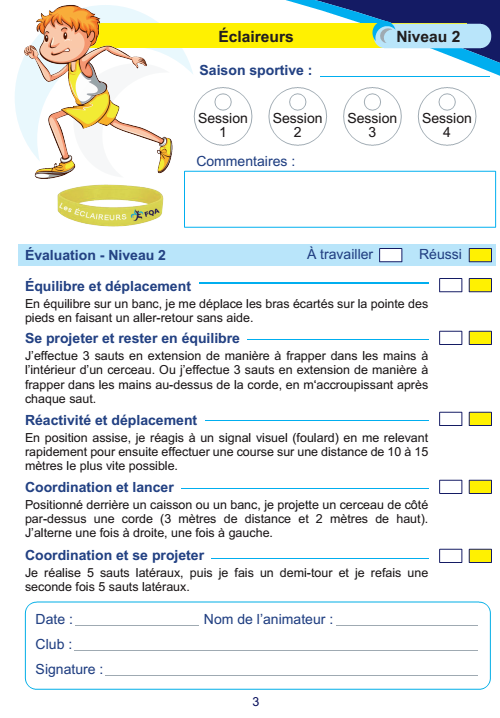 Éclaireurs
Niveau 2
Saison sportive :
Session
1
Session
2
Session
3
Session
4
Commentaires :
Les ÉCLAIREURS FQA
Évaluation - Niveau 2
À travailler
Réussi
Équilibre et déplacement
En équilibre sur un banc, je me déplace les bras écartés sur la pointe des
pieds en faisant un aller-retour sans aide.
Se projeter et rester en équilibre
J'effectue 3 sauts en extension de manière à frapper dans les mains à
l'intérieur d'un cerceau. Ou j'effectue 3 sauts en extension de manière à
frapper dans les mains au-dessus de la corde, en m'accroupissant après
chaque saut.
Réactivité et déplacement
En position assise, je réagis à un signal visuel (foulard) en me relevant
rapidement pour ensuite effectuer une course sur une distance de 10 à 15
mètres le plus vite possible.
Coordination et lancer
Positionné derrière un caisson ou un banc, je projette un cerceau de côté
par-dessus une corde (3 mètres de distance et 2 mètres de haut).
J'alterne une fois à droite, une fois à gauche.
Coordination et se projeter
Je réalise 5 sauts latéraux, puis je fais un demi-tour et je refais une
seconde fois 5 sauts latéraux.
Date :
Nom de l'animateur :
Club :
Signature :
3